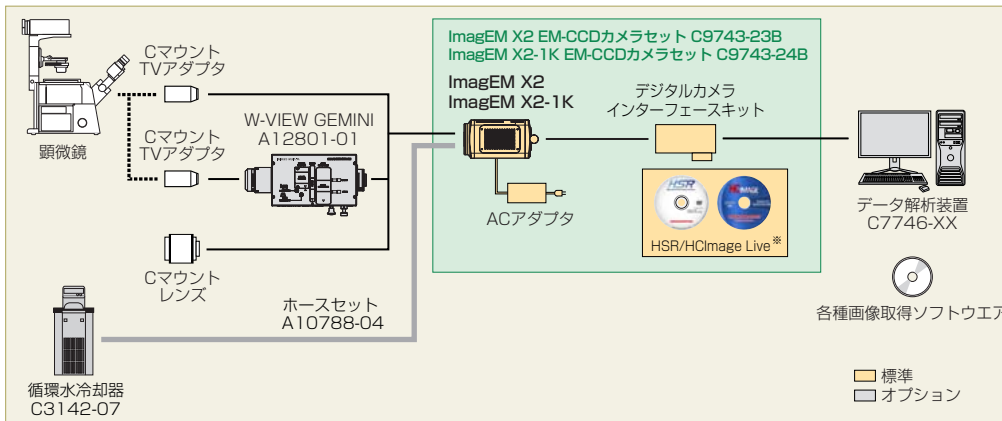 ImagEM X2 EM-CCDカメラセット C9743-23B
ImagEM X2-1K EM-CCDカメラセット C9743-24B
Cマウント
TVアダプタ
顕微鏡
Cマウント
TVアダプタ
W-VIEW GEMINI
A12801-01
ImagEM X2
ImagEM X2-1K
デジタルカメラ
インターフェースキット
ACアダプタ
HSR
HCIMAGE
HSR/HCImage Live※
データ解析装置
C7746-XX
Cマウント
レンズ
ホースセット
A10788-04
各種画像取得ソフトウエア
循環水冷却器
C3142-07
標準
オプション